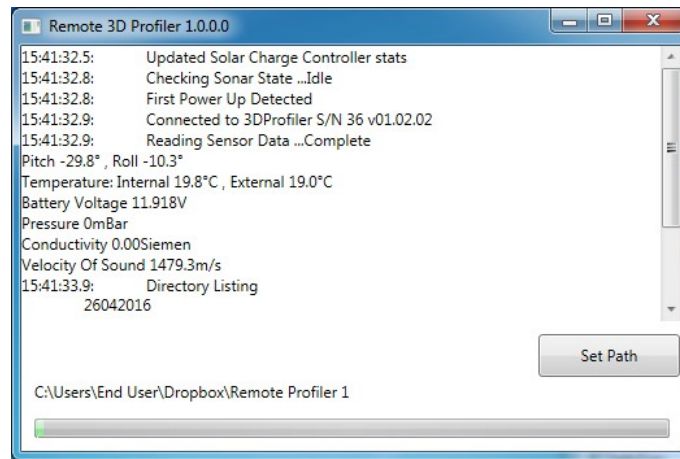 Remote 3D Profiler 1.0.0.0
15:41:32.5: Updated Solar Charge Controller stats
15:41:32.8: Checking Sonar State ...Idle
15:41:32.8: First Power Up Detected
15:41:32.9: Connected to 3DProfiler S/N 36 v01.02.02
15:41:32.9: Reading Sensor Data ...Complete
Pitch -29.8° , Roll -10.3°
Temperature: Internal 19.8°C , External 19.0°C
Battery Voltage 11.918V
Pressure 0mBar
Conductivity 0.00Siemen
Velocity Of Sound 1479.3m/s
15:41:33.9: Directory Listing
26042016
Set Path
C:\Users\End User\Dropbox\Remote Profiler 1